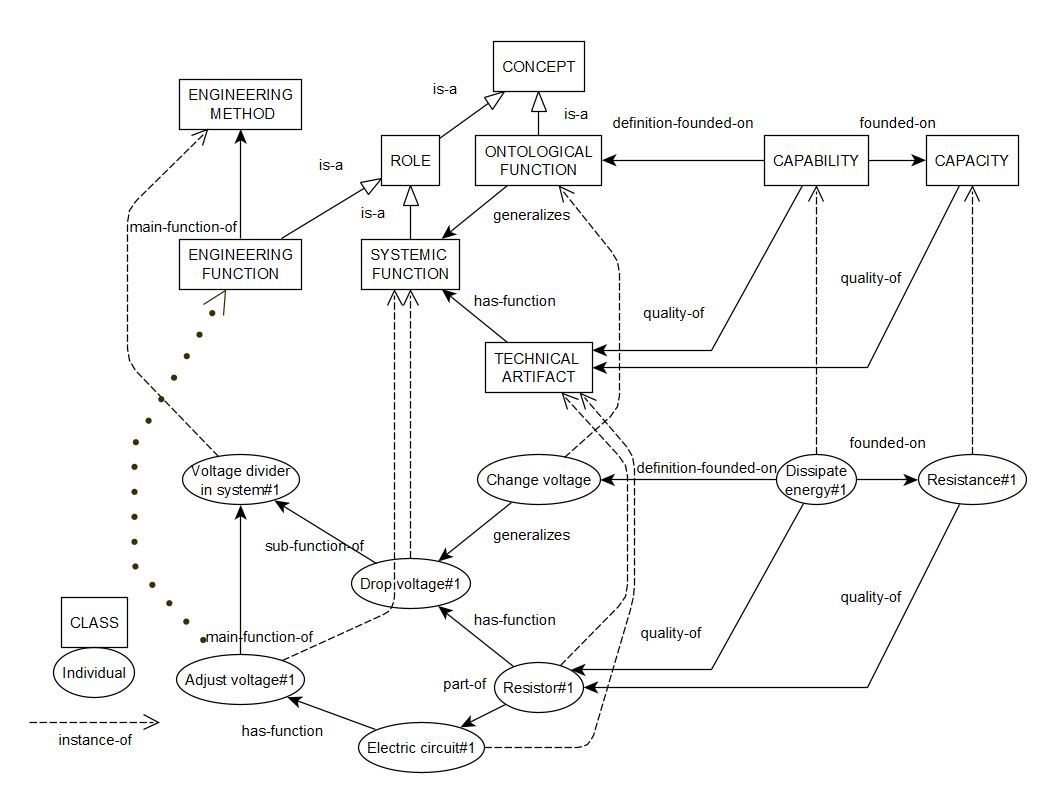 CONCEPT
is-a
ENGINEERING
METHOD
is-a
definition-founded-on
founded-on
is-a
ROLE
ONTOLOGICAL
FUNCTION
CAPABILITY
CAPACITY
is-a
generalizes
main-function-of
ENGINEERING
FUNCTION
SYSTEMIC
FUNCTION
quality-of
has-function
quality-of
TECHNICAL
ARTIFACT
founded-on
Voltage divider
in system#1
Change voltage
definition-founded-on
Dissipate
energy#1
Resistance#1
generalizes
sub-function-of
Drop voltage#1
quality-of
CLASS
has-function
main-function-of
quality-of
Individual
Adjust voltage#1
part-of
Resistor#1
has-function
instance-of
Electric circuit#1